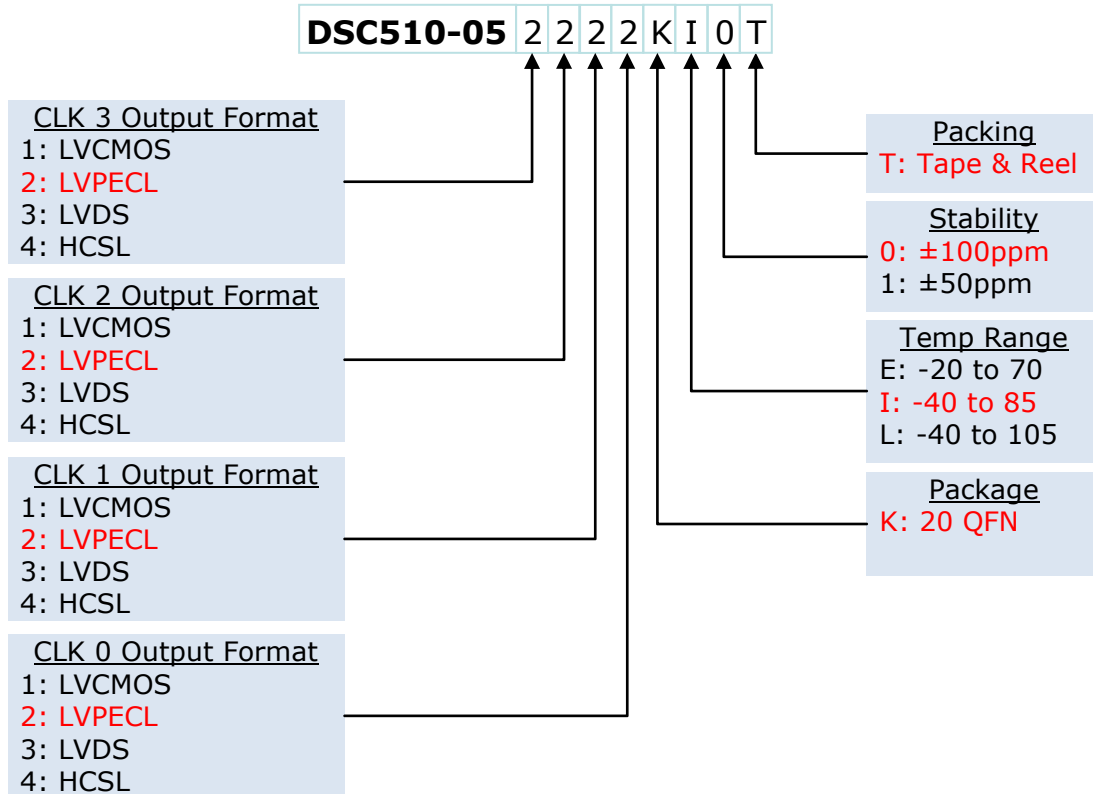 DSC510-05 2 2 2 2 K I 0 T
CLK 3 Output Format
1: LVCMOS
2: LVPECL
3: LVDS
4: HCSL
CLK 2 Output Format
1: LVCMOS
2: LVPECL
3: LVDS
4: HCSL
CLK 1 Output Format
1: LVCMOS
2: LVPECL
3: LVDS
4: HCSL
CLK 0 Output Format
1: LVCMOS
2: LVPECL
3: LVDS
4: HCSL
Packing
T: Tape & Reel
Stability
0: ±100ppm
1: ±50ppm
Temp Range
E: -20 to 70
I: -40 to 85
L: -40 to 105
Package
K: 20 QFN